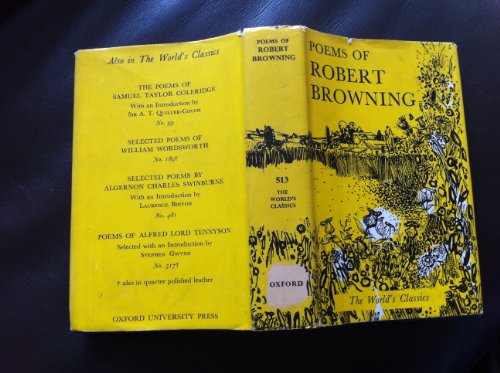 Also in The World's Classics
THE POEMS OF
SAMUEL TAYLOR COLERIDGE
With an Introduction by
SIR A. T. QUILLER-COUCH
No. 99
SELECTED POEMS OF
WILLIAM WORDSWORTH
No. 189†
SELECTED POEMS BY
ALGERNON CHARLES SWINBURNE
With an Introduction by
LAURENCE BINYON
No. 481
POEMS OF ALFRED LORD TENNYSON
Selected with an Introduction by
STEPHEN GWYNN
No. 517†
† also in quarter polished leather
OXFORD UNIVERSITY PRESS
POEMS OF
ROBERT
BROWNING
513
THE
WORLD'S
CLASSICS
OXFORD
POEMS OF
ROBERT
BROWNING
The World's Classics